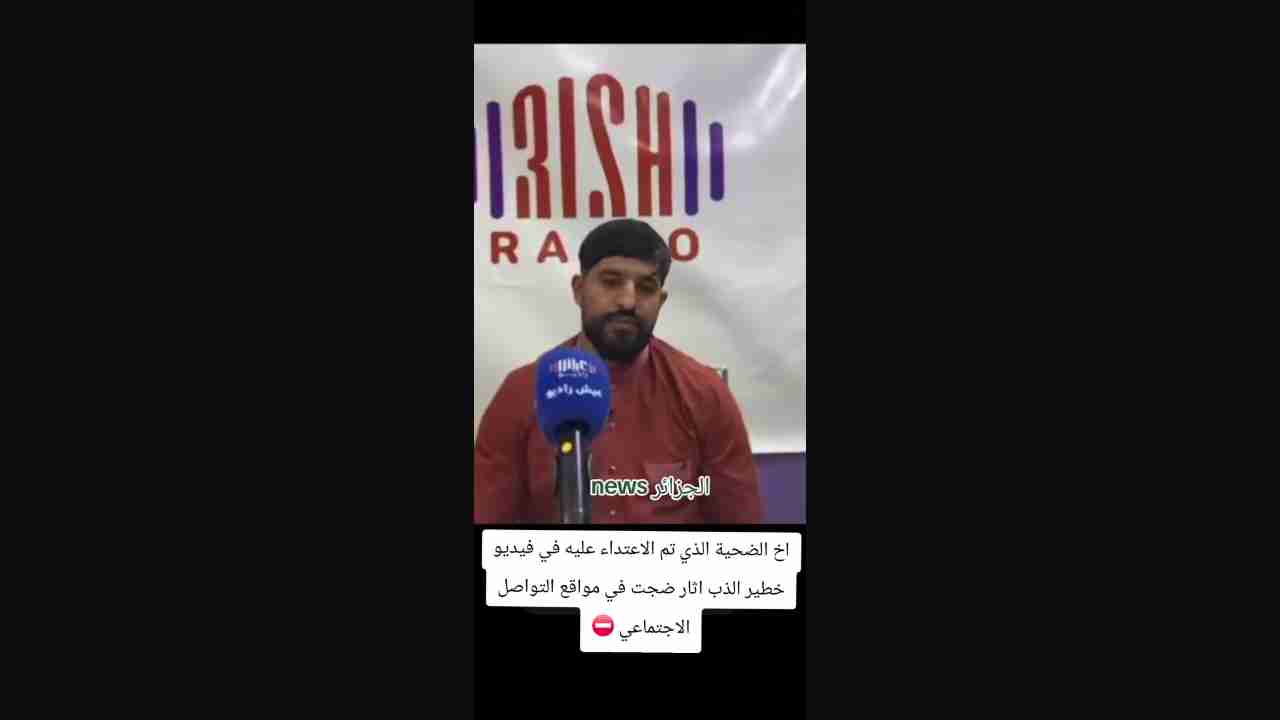 3ISH
RADIO
عيش راديو
الجزائر news
اخ الضحية الذي تم الاعتداء عليه في فيديو
خطير الذب اثار ضجت في مواقع التواصل
الاجتماعي